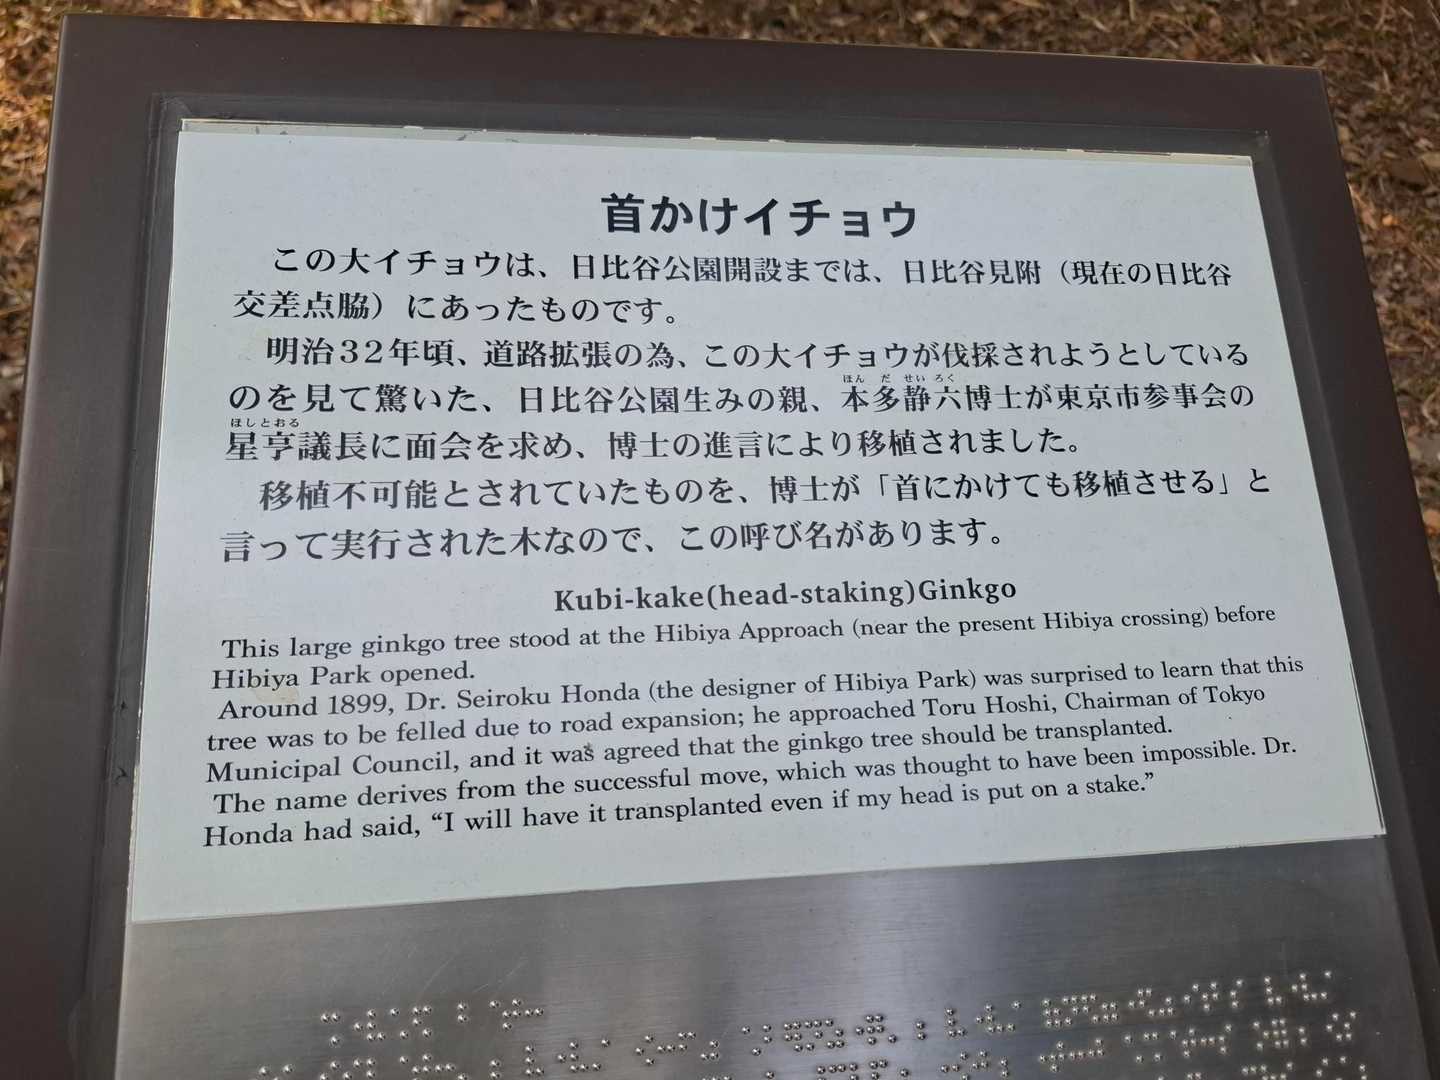 首かけイチョウ
この大イチョウは、日比谷公園開設までは、日比谷見附（現在の日比谷
交差点脇）にあったものです。
明治32年頃、道路拡張の為、この大イチョウが伐採されようとしている
ほん だ せい ろく
のを見て驚いた、日比谷公園生みの親、本多静六博士が東京市参事会の
ほしとおる
星亨議長に面会を求め、博士の進言により移植されました。
移植不可能とされていたものを、博士が「首にかけても移植させる」と
言って実行された木なので、この呼び名があります。
Kubi-kake(head-staking)Ginkgo
This large ginkgo tree stood at the Hibiya Approach (near the present Hibiya crossing) before
Hibiya Park opened.
Around 1899, Dr. Seiroku Honda (the designer of Hibiya Park) was surprised to learn that this
tree was to be felled due to road expansion; he approached Toru Hoshi, Chairman of Tokyo
Municipal Council, and it was agreed that the ginkgo tree should be transplanted.
The name derives from the successful move, which was thought to have been impossible. Dr.
Honda had said, “I will have it transplanted even if my head is put on a stake.”